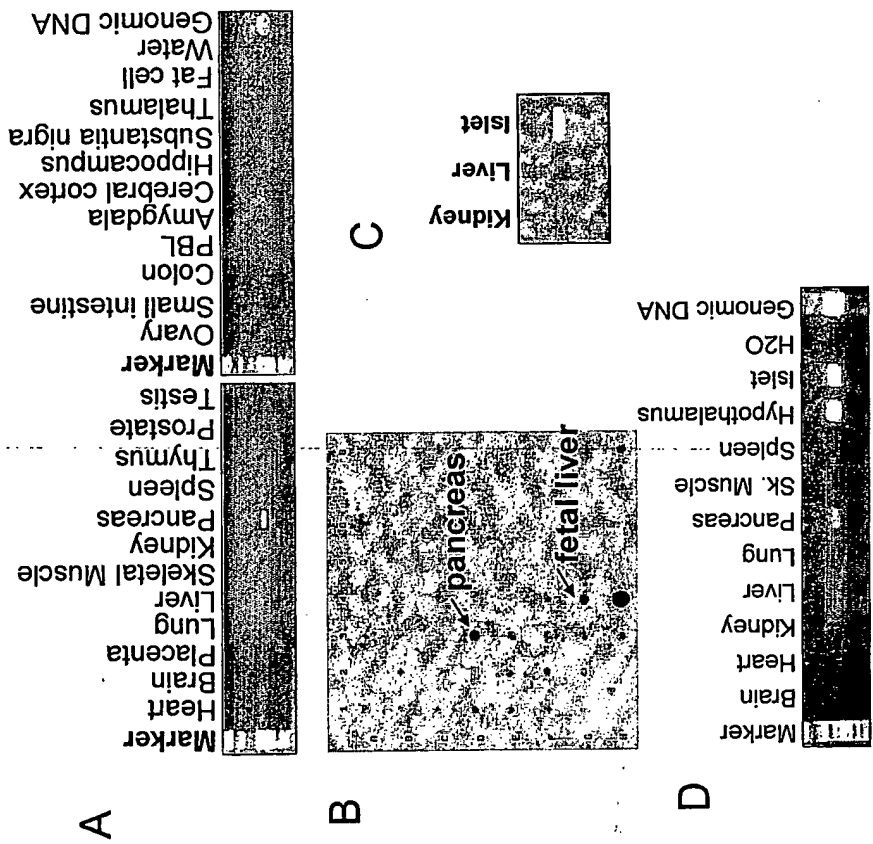 A
Marker
Heart
Brain
Placenta
Lung
Liver
Skeletal Muscle
Kidney
Pancreas
Spleen
Thymus
Prostate
Testis
Marker
Ovary
Small intestine
Colon
PBL
Amygdala
Cerebral cortex
Hippocampus
Substantia nigra
Thalamus
Fat cell
Water
Genomic DNA
B
pancreas
fetal liver
C
Kidney
Liver
Islet
D
Marker
Brain
Heart
Kidney
Liver
Lung
Pancreas
Sk. Muscle
Spleen
Hypothalamus
Islet
H2O
Genomic DNA